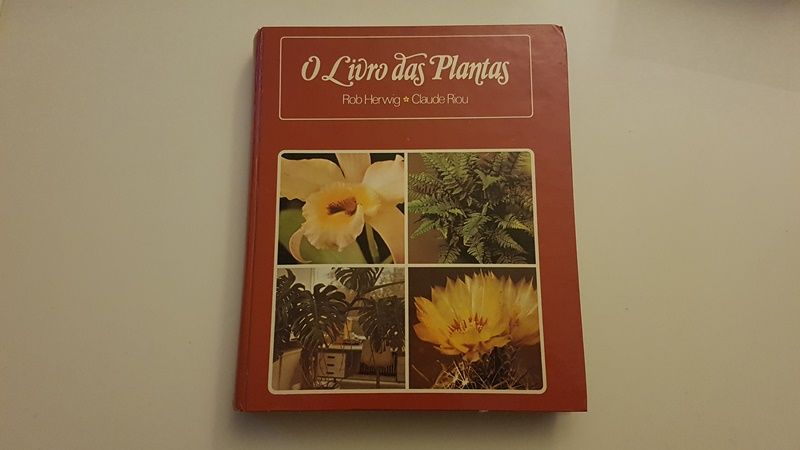 O Livro das Plantas
Rob Herwig ☆ Claude Riou